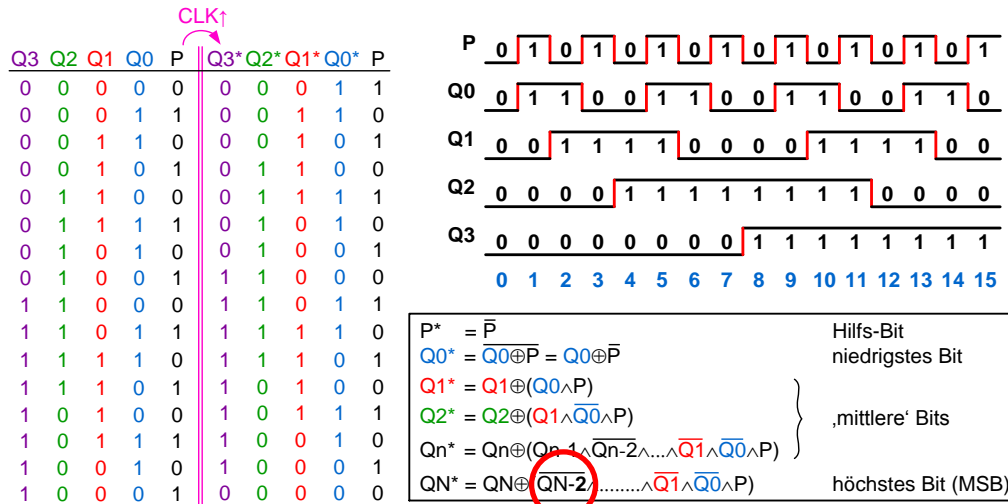 CLK↑
Q3 Q2 Q1 Q0 P Q3* Q2* Q1* Q0* P
0 0 0 0 0 0 0 0 1 1
0 0 0 1 1 0 0 1 1 0
0 0 1 1 0 0 0 1 0 1
0 0 1 0 1 0 1 1 0 0
0 1 1 0 0 0 1 1 1 1
0 1 1 1 1 0 1 0 1 0
0 1 0 1 0 0 1 0 0 1
0 1 0 0 1 1 1 0 0 0
1 1 0 0 0 1 1 0 1 1
1 1 0 1 1 1 1 1 1 0
1 1 1 1 0 1 1 1 0 1
1 1 1 0 1 1 0 1 0 0
1 0 1 0 0 1 0 1 1 1
1 0 1 1 1 1 0 0 1 0
1 0 0 1 0 1 0 0 0 1
1 0 0 0 1 0 0 0 0 0
P 0 1 0 1 0 1 0 1 0 1 0 1 0 1 0 1
Q0 0 1 1 0 0 1 1 0 0 1 1 0 0 1 1 0
Q1 0 0 1 1 1 1 0 0 0 0 1 1 1 1 0 0
Q2 0 0 0 0 1 1 1 1 1 1 1 1 0 0 0 0
Q3 0 0 0 0 0 0 0 0 1 1 1 1 1 1 1 1
0 1 2 3 4 5 6 7 8 9 10 11 12 13 14 15
P* = P̅ Hilfs-Bit
Q0* = Q̅0̅⊕̅P̅ = Q0⊕P̅ niedrigstes Bit
Q1* = Q1⊕(Q0∧P)
Q2* = Q2⊕(Q1∧Q̅0̅∧P) ‚mittlere‘ Bits
Qn* = Qn⊕(Qn-1∧Q̅n̅-̅2̅∧...∧Q̅1̅∧Q̅0̅∧P)
QN* = QN⊕(Q̅N̅-̅2̅∧........∧Q̅1̅∧Q̅0̅∧P) höchstes Bit (MSB)